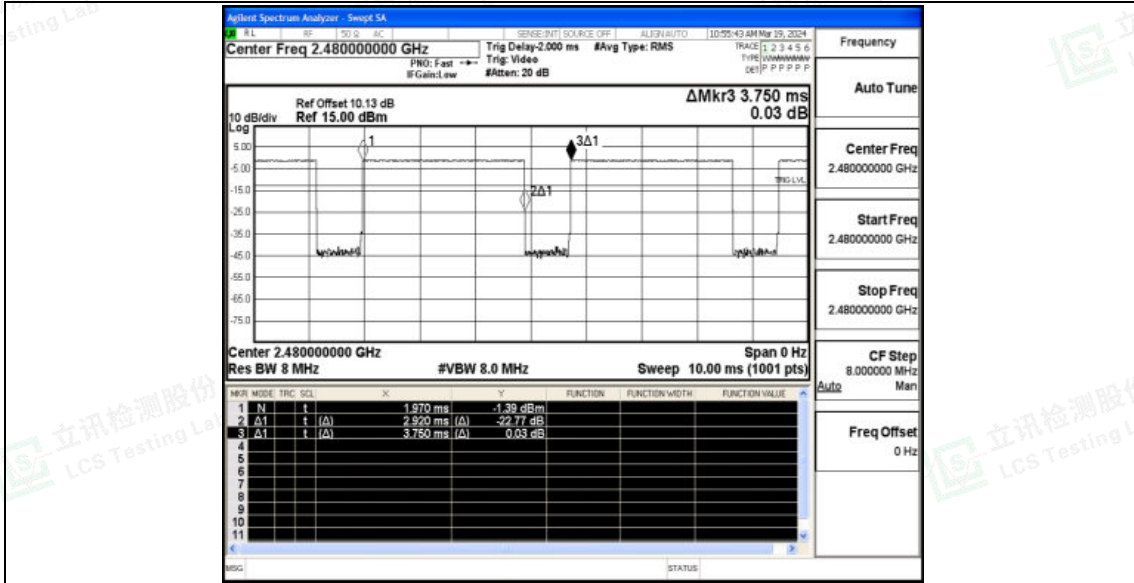 Agilent Spectrum Analyzer - Swept SA
RL RF 50 Ω AC SENSE:INT SOURCE OFF ALIGNAUTO 10:55:43 AM Mar 19, 2024
Center Freq 2.480000000 GHz
PNO: Fast
IFGain:Low
Trig Delay-2.000 ms
Trig: Video
#Atten: 20 dB
#Avg Type: RMS
TRACE 1 2 3 4 5 6
TYPE WWWWWW
DET P P P P P P
ΔMkr3 3.750 ms
0.03 dB
Ref Offset 10.13 dB
10 dB/div Ref 15.00 dBm
Log
5.00
-5.00
-15.0
-25.0
-35.0
-45.0
-55.0
-65.0
-75.0
1
2Δ1
3Δ1
TRIG LVL
Center 2.480000000 GHz Span 0 Hz
Res BW 8 MHz #VBW 8.0 MHz Sweep 10.00 ms (1001 pts)
MKR MODE TRC SCL X Y FUNCTION FUNCTION WIDTH FUNCTION VALUE
1 N t 1.970 ms -1.39 dBm
2 Δ1 t (Δ) 2.920 ms (Δ) -22.77 dB
3 Δ1 t (Δ) 3.750 ms (Δ) 0.03 dB
4
5
6
7
8
9
10
11
MSG STATUS
Frequency
Auto Tune
Center Freq
2.480000000 GHz
Start Freq
2.480000000 GHz
Stop Freq
2.480000000 GHz
CF Step
8.000000 MHz
Auto Man
Freq Offset
0 Hz
立讯检测股份
LCS Testing Lab
立讯检测股份
LCS Testing L
sting Lab
立